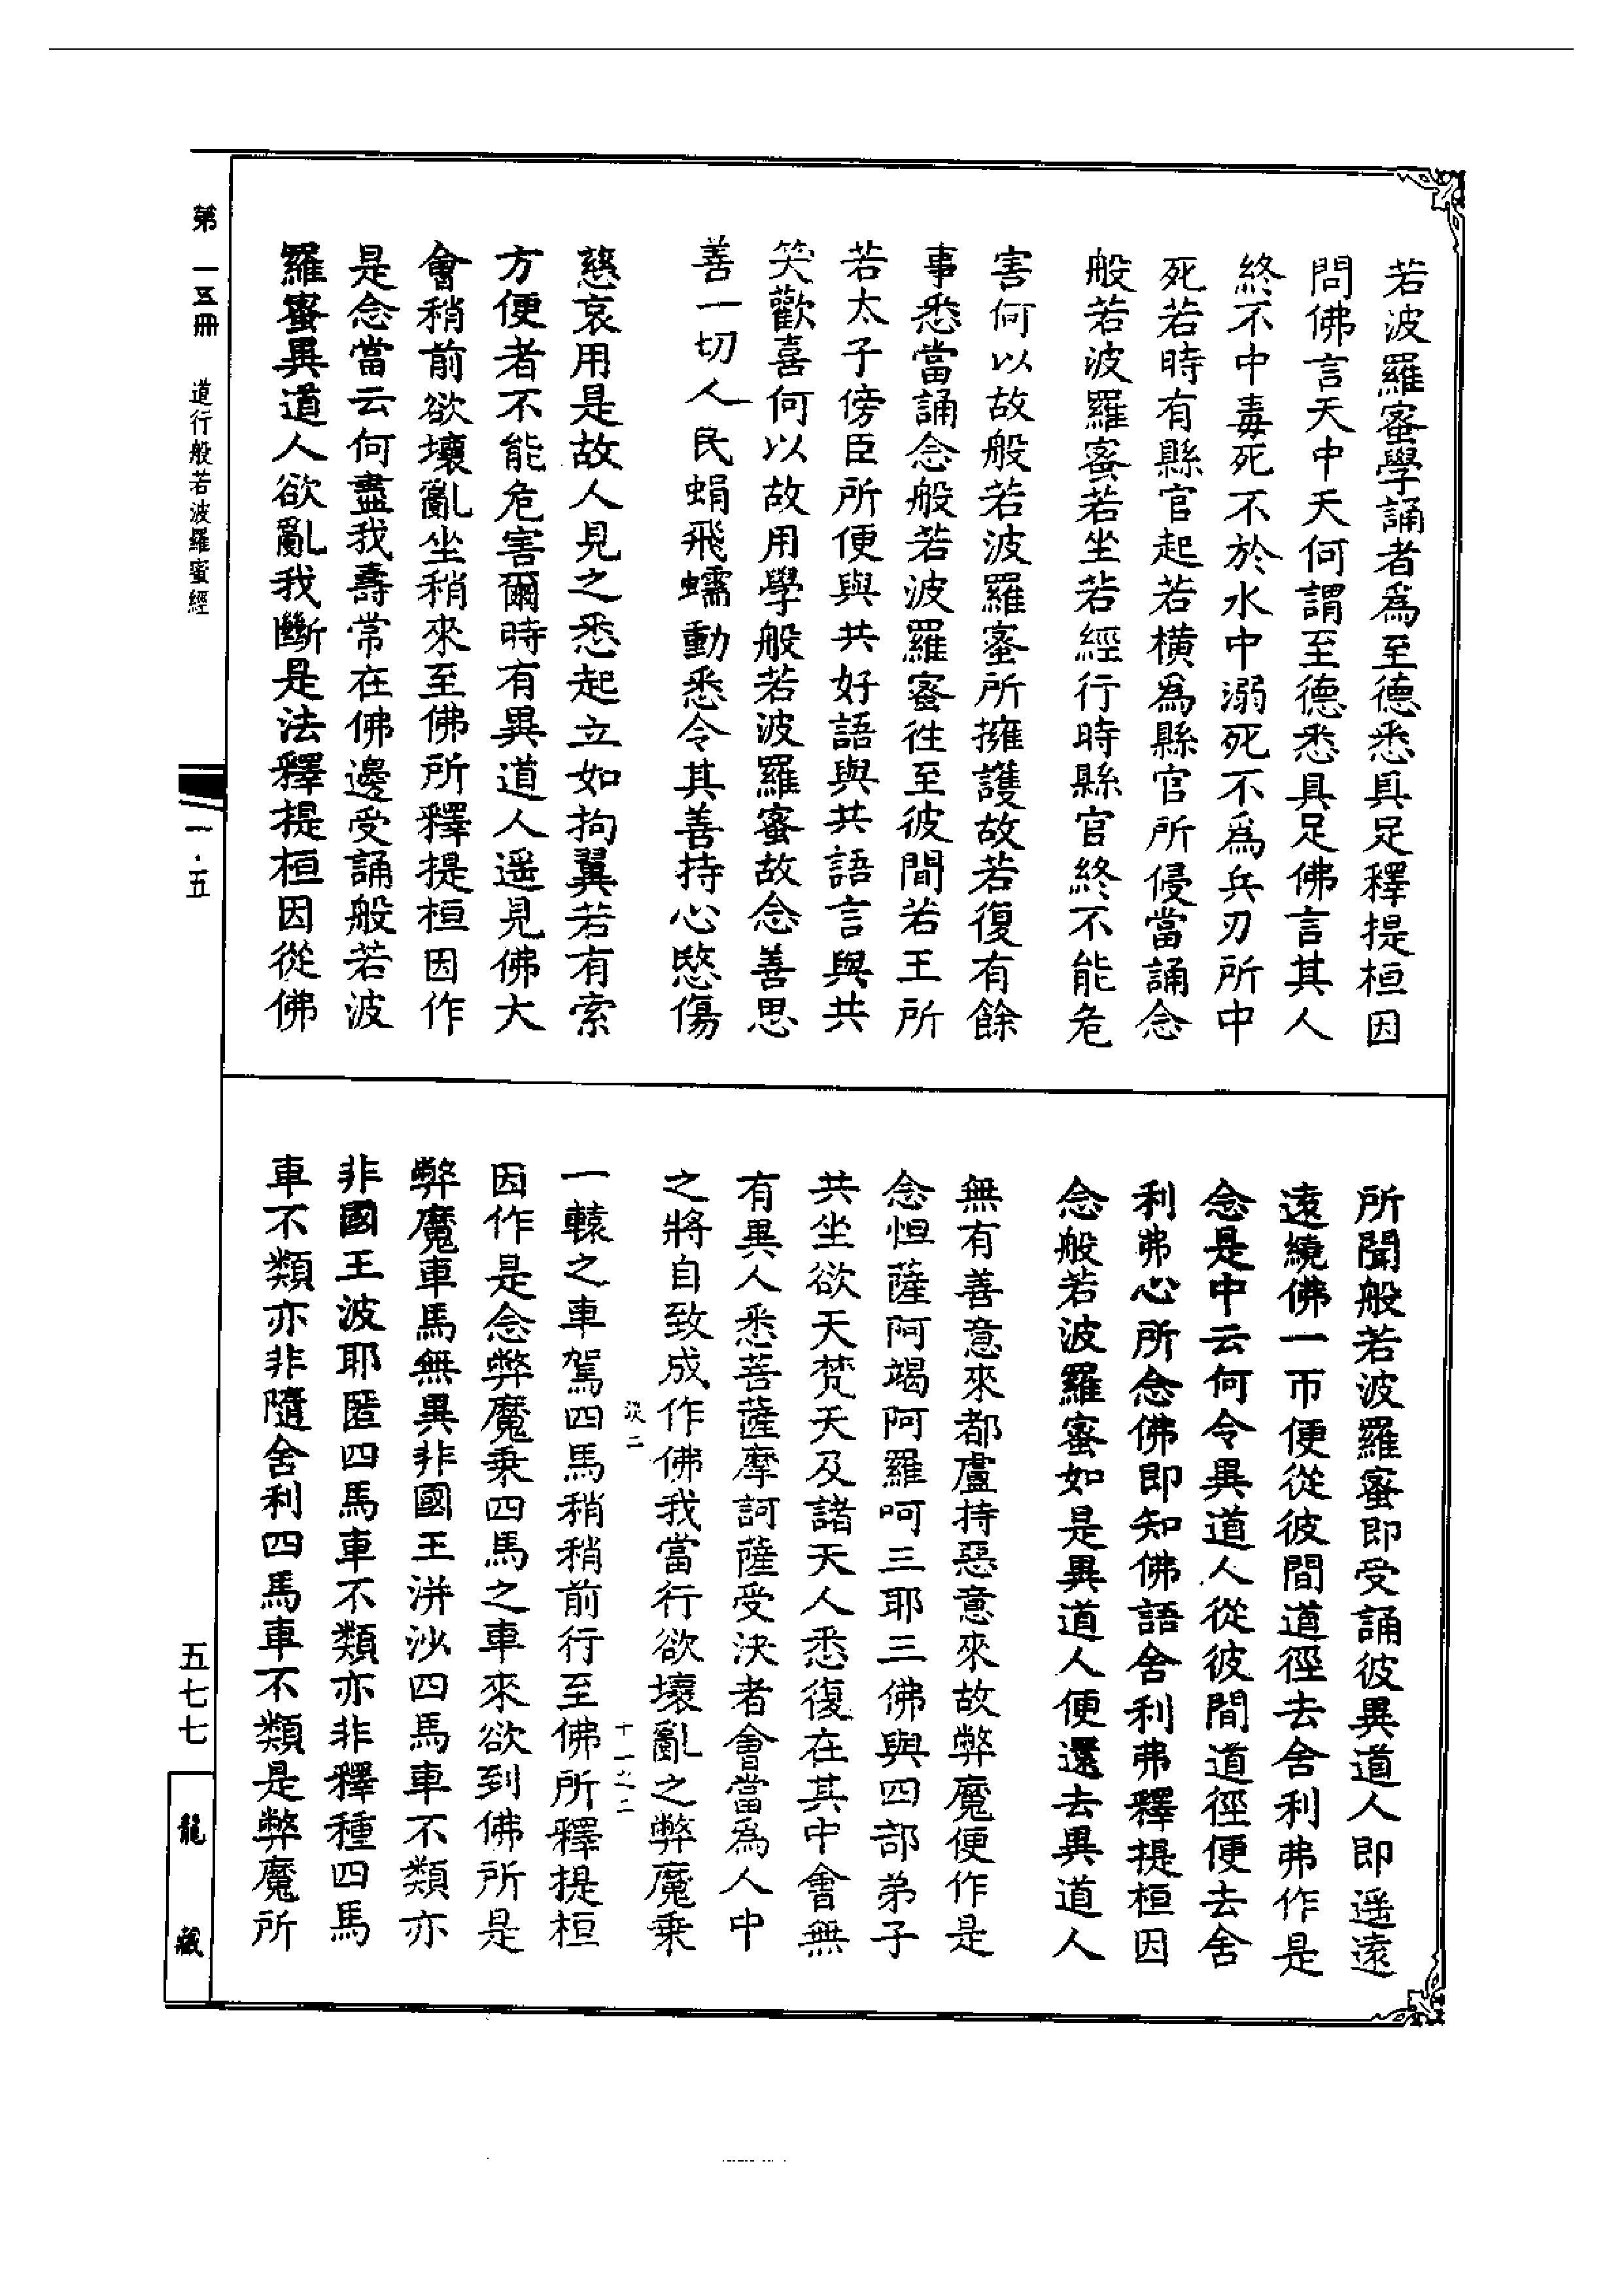 若波羅蜜學誦者為至德悉具足釋提桓因
問佛言天中天何謂至德悉具足佛言其人
終不中毒死不於水中溺死不為兵刃所中
死若時有縣官起若橫為縣官所侵當誦念
般若波羅蜜若坐若經行時縣官終不能危
害何以故般若波羅蜜所擁護故若復有餘
事悉當誦念般若波羅蜜徃至彼間若王所
若太子傍臣所便與共好語與共語言與共
笑歡喜何以故用學般若波羅蜜故念善思
善一切人民蜎飛蠕動悉令其善持心愍傷
慈哀用是故人見之悉起立如拘翼若有索
方便者不能危害爾時有異道人遥見佛大
會稍前欲壞亂坐稍來至佛所釋提桓因作
是念當云何盡我壽常在佛邊受誦般若波
羅蜜異道人欲亂我斷是法釋提桓因從佛
所聞般若波羅蜜即受誦彼異道人即遥遠
遠繞佛一帀便從彼間道徑去舍利弗作是
念是中云何令異道人從彼間道徑便去舍
利弗心所念佛即知佛語舍利弗釋提桓因
念般若波羅蜜如是異道人便還去異道人
無有善意來都盧持惡意來故弊魔便作是
念怛薩阿竭阿羅呵三耶三佛與四部弟子
共坐欲天梵天及諸天人悉復在其中會無
有異人悉菩薩摩訶薩受決者會當為人中
之將自致成作佛我當行欲壞亂之弊魔乗
一轅之車駕四馬稍稍前行至佛所釋提桓
因作是念弊魔乗四馬之車來欲到佛所是
弊魔車馬無異非國王洴沙四馬車不類亦
非國王波耶匿四馬車不類亦非釋種四馬
車不類亦非隨舍利四馬車不類是弊魔所
十一之二
第一五冊 道行般若波羅蜜經
一·五
五七七
龍藏